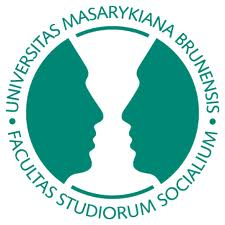 UNIVERSITAS MASARYKIANA BRUNENSIS
• FACULTAS STUDIORUM SOCIALIUM •